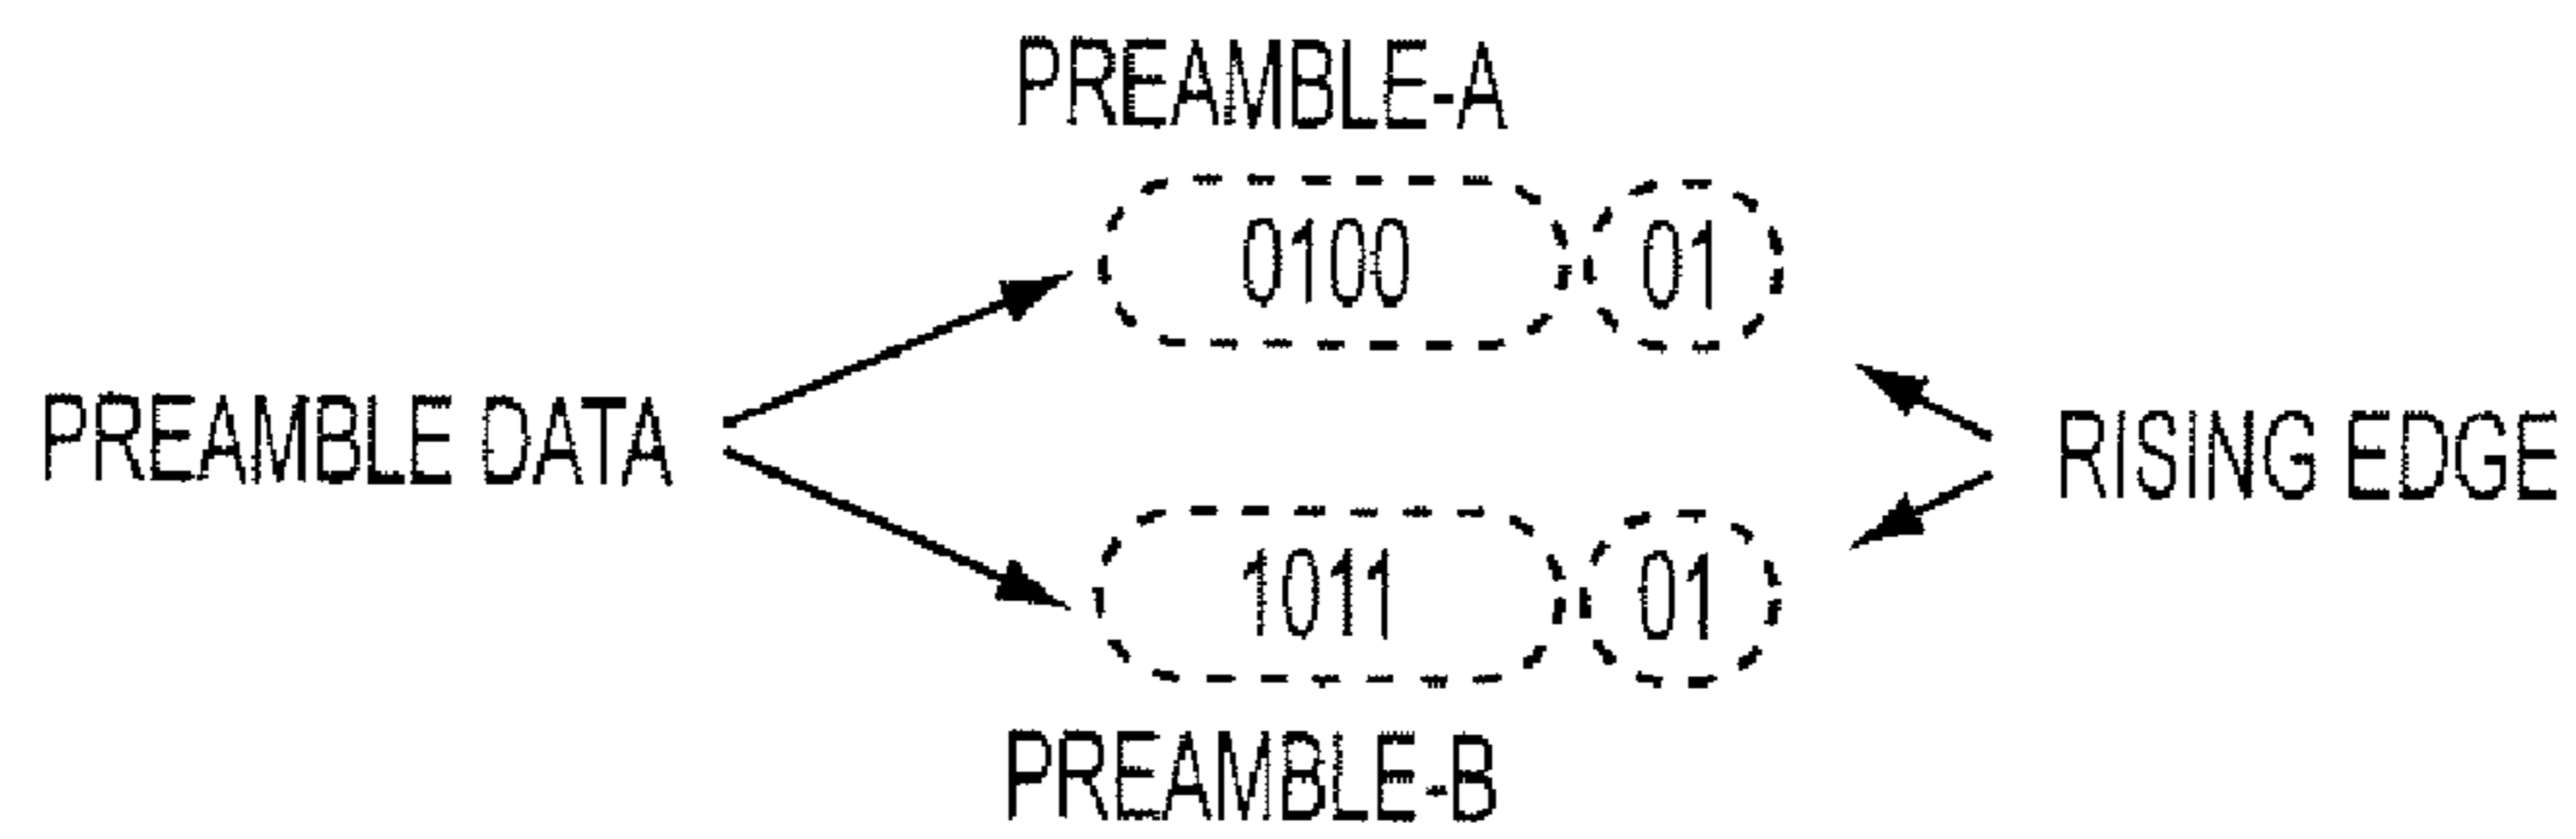 PREAMBLE-A
0100 01
PREAMBLE DATA
RISING EDGE
1011 01
PREAMBLE-B